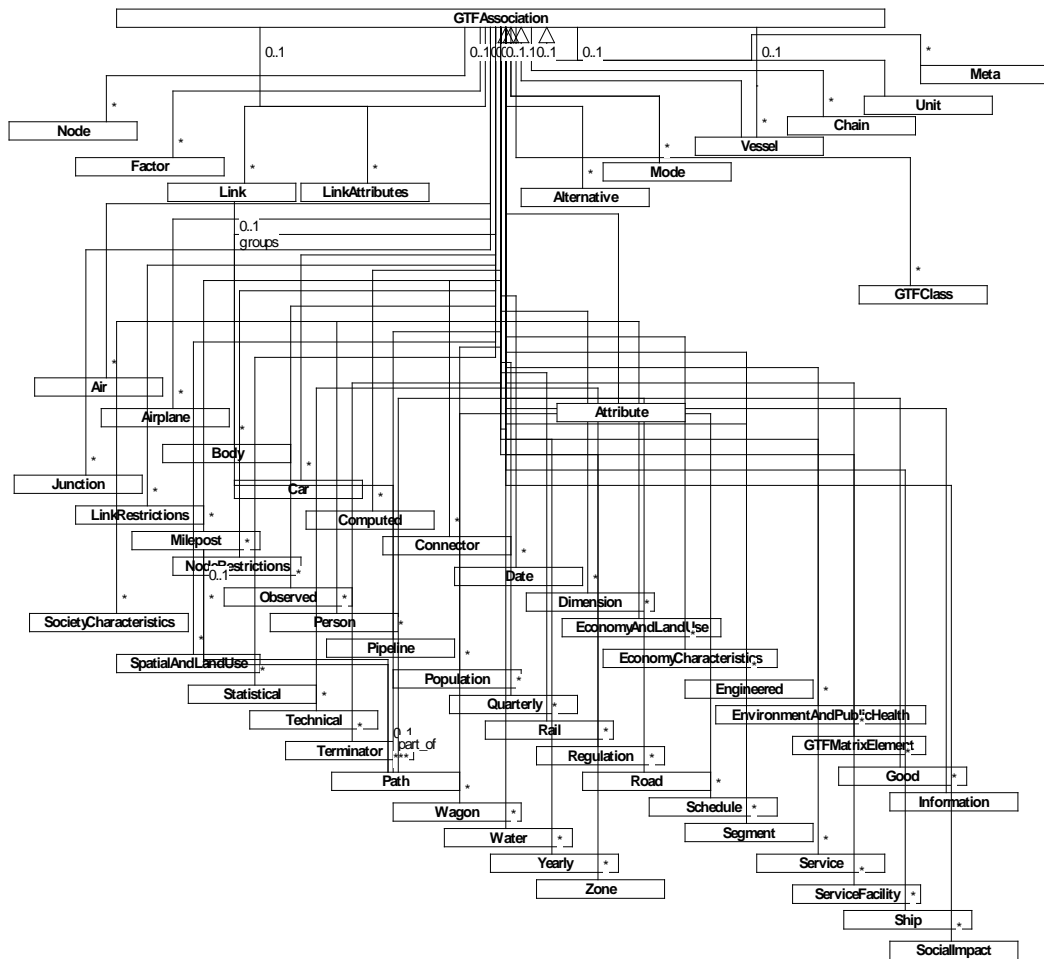 GTFAssociation
0..1
0..1
0..1
0..1
0..1
*
Meta
*
Unit
*
Chain
*
Node
*
Vessel
*
Factor
*
Mode
*
Link
*
LinkAttributes
*
Alternative
0..1
groups
*
GTFClass
*
Air
*
Airplane
Attribute
*
Body
*
Junction
*
Car
*
LinkRestrictions
*
Computed
*
Milepost
*
Connector
*
NodeRestrictions
0..1
*
Date
*
Observed
*
Dimension
*
SocietyCharacteristics
*
Person
*
EconomyAndLandUse
*
Pipeline
*
SpatialAndLandUse
*
EconomyCharacteristics
*
Population
*
Statistical
*
Engineered
*
Quarterly
*
Technical
*
EnvironmentAndPublicHealth
*
Rail
*
Terminator
0..1
part_of
***
GTFMatrixElement
*
Regulation
*
Path
*
Road
*
Good
*
Information
Wagon
*
Schedule
*
Water
*
Segment
*
Yearly
*
Service
*
Zone
ServiceFacility
*
Ship
*
SocialImpact